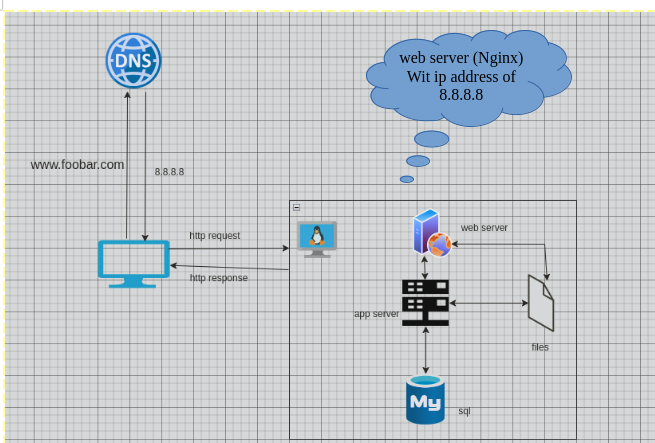 DNS
web server (Nginx)
Wit ip address of
8.8.8.8
www.foobar.com
8.8.8.8
http request
web server
http response
app server
files
My
sql